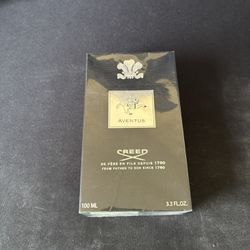 AVENTUS
CREED
DE PÈRE EN FILS DEPUIS 1760
FROM FATHER TO SON SINCE 1760
100 ML 3.3 FL.OZ.